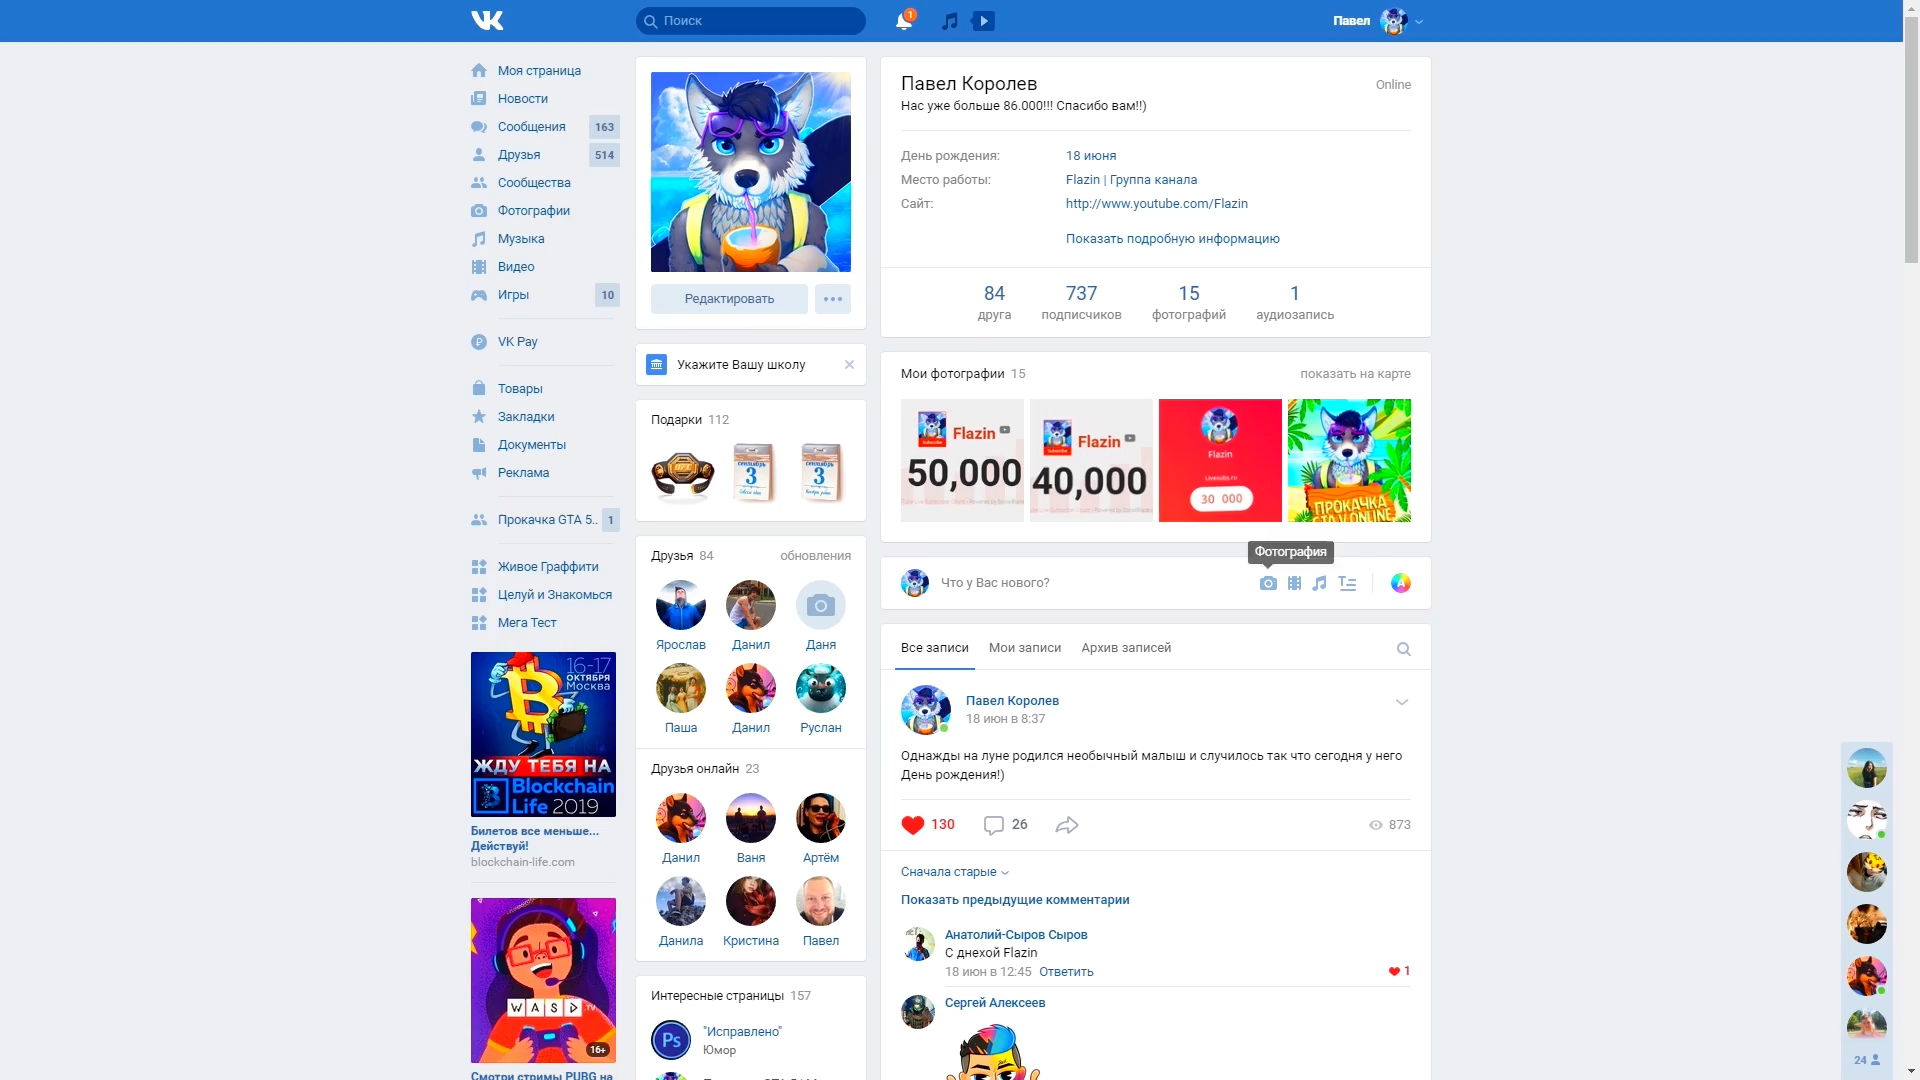 Поиск
1
Павел
Моя страница
Новости
Сообщения 163
Друзья 514
Сообщества
Фотографии
Музыка
Видео
Игры 10
VK Pay
Товары
Закладки
Документы
Реклама
Прокачка GTA 5.. 1
Живое Граффити
Целуй и Знакомься
Мега Тест
16-17
ОКТЯБРЯ
Москва
ЖДУ ТЕБЯ НА
Blockchain
Life 2019
Билетов все меньше...
Действуй!
blockchain-life.com
W A S D TV
16+
Смотри стримы PUBG на
Редактировать
Укажите Вашу школу
Подарки 112
UFC
сентябрь
3
сентябрь
3
Друзья 84
обновления
Ярослав
Данил
Даня
Паша
Данил
Руслан
Друзья онлайн 23
Данил
Ваня
Артём
Данила
Кристина
Павел
Интересные страницы 157
Ps
"Исправлено"
Юмор
Павел Королев
Online
Нас уже больше 86.000!!! Спасибо вам!!)
День рождения: 18 июня
Место работы: Flazin | Группа канала
Сайт: http://www.youtube.com/Flazin
Показать подробную информацию
84
друга
737
подписчиков
15
фотографий
1
аудиозапись
Мои фотографии 15
показать на карте
Flazin
50,000
Flazin
40,000
Flazin
Livecounts.ru
30 000
ПРОКАЧКА
GTA V ONLINE
Фотография
Что у Вас нового?
A
Все записи
Мои записи
Архив записей
Павел Королев
18 июн в 8:37
Однажды на луне родился необычный малыш и случилось так что сегодня у него
День рождения!)
130
26
873
Сначала старые
Показать предыдущие комментарии
Анатолий-Сыров Сыров
С днехой Flazin
18 июн в 12:45 Ответить
1
Сергей Алексеев
24